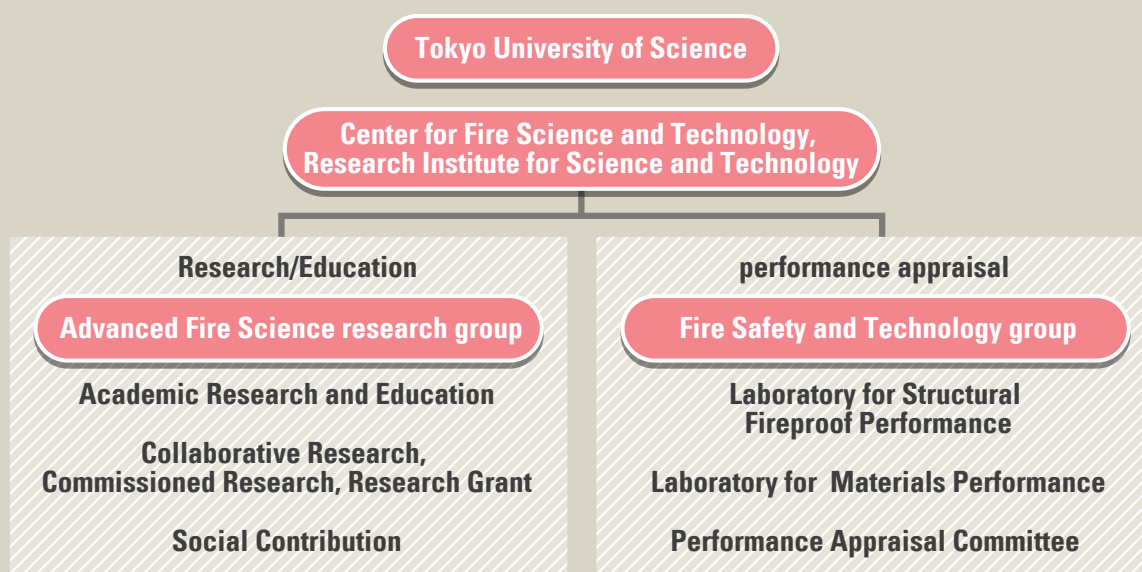 Tokyo University of Science
Center for Fire Science and Technology,
Research Institute for Science and Technology
Research/Education
Advanced Fire Science research group
Academic Research and Education
Collaborative Research,
Commissioned Research, Research Grant
Social Contribution
performance appraisal
Fire Safety and Technology group
Laboratory for Structural
Fireproof Performance
Laboratory for Materials Performance
Performance Appraisal Committee